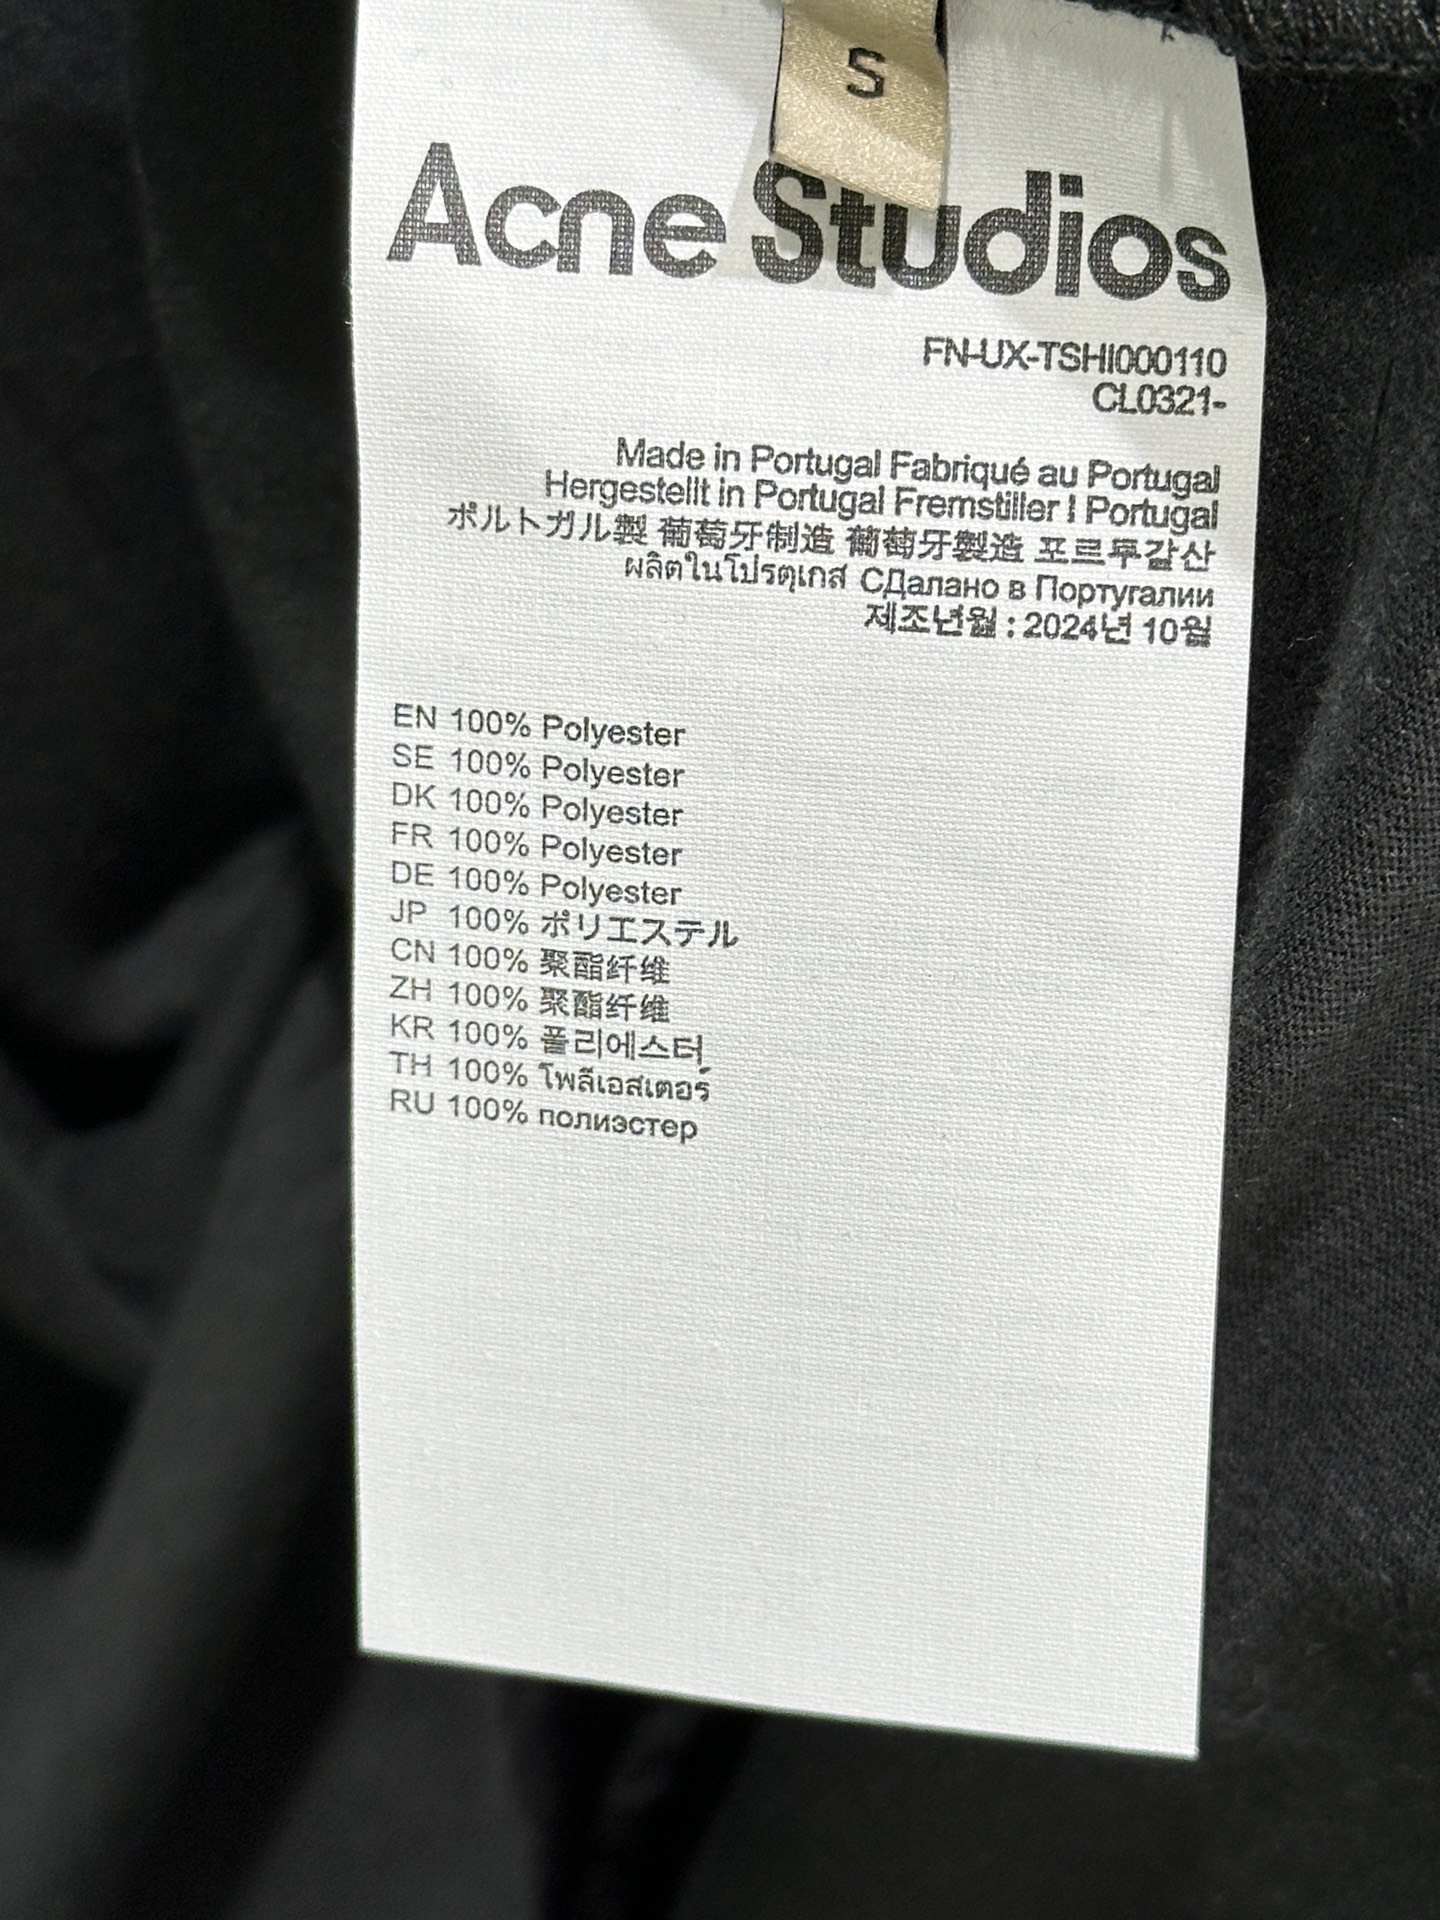 S
Acne Studios
FN-UX-TSHI000110
CL0321-
Made in Portugal Fabriqué au Portugal
Hergestellt in Portugal Fremstiller I Portugal
ポルトガル製 葡萄牙制造 葡萄牙製造 포르투갈산
ผลิตในโปรตุเกส СДалано в Португалии
제조년월 : 2024년 10월
EN 100% Polyester
SE 100% Polyester
DK 100% Polyester
FR 100% Polyester
DE 100% Polyester
JP 100% ポリエステル
CN 100% 聚酯纤维
ZH 100% 聚酯纤维
KR 100% 폴리에스터
TH 100% โพลีเอสเตอร์
RU 100% полиэстер